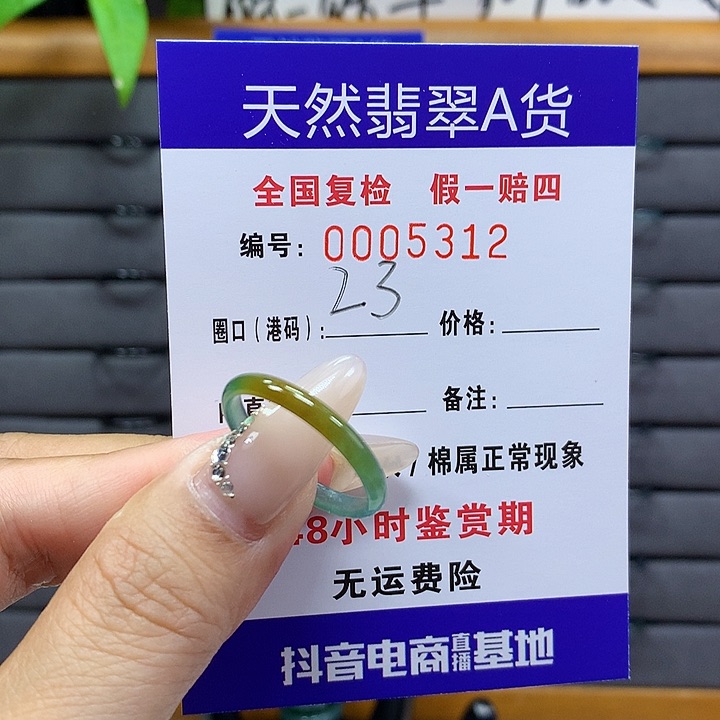 天然翡翠A货
全国复检 假一赔四
编号: 0005312
圈口(港码): 23 价格:
备注:
/棉属正常现象
48小时鉴赏期
无运费险
抖音电商直播基地